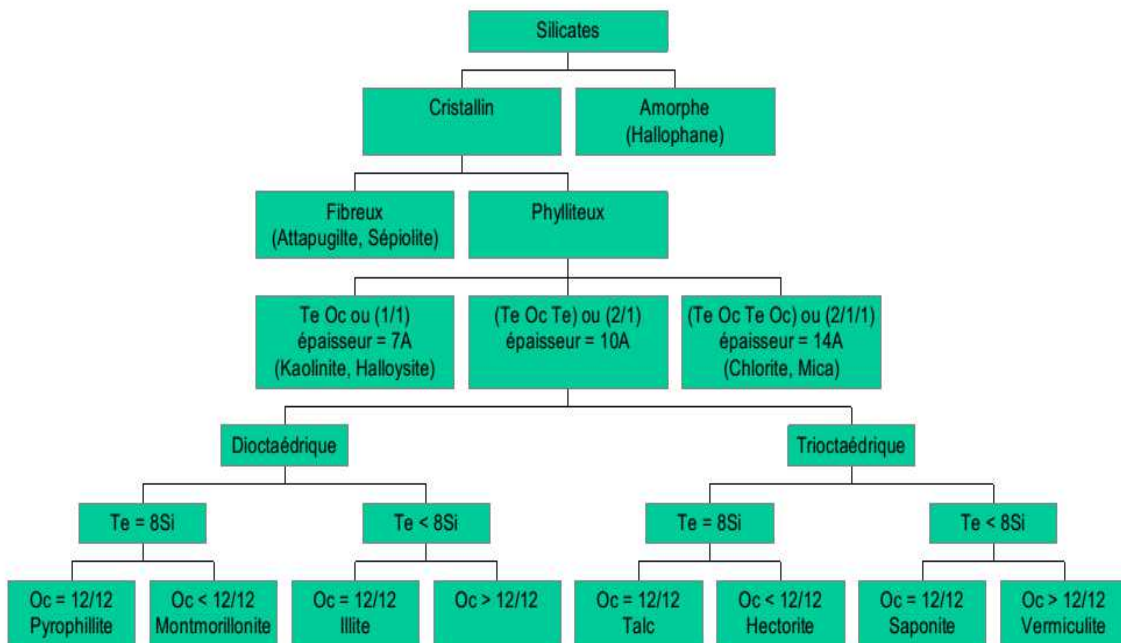 Silicates
Cristallin
Amorphe
(Hallophane)
Fibreux
(Attapugilte, Sépiolite)
Phylliteux
Te Oc ou (1/1)
épaisseur = 7A
(Kaolinite, Halloysite)
(Te Oc Te) ou (2/1)
épaisseur = 10A
(Te Oc Te Oc) ou (2/1/1)
épaisseur = 14A
(Chlorite, Mica)
Dioctaédrique
Trioctaédrique
Te = 8Si
Te < 8Si
Te = 8Si
Te < 8Si
Oc = 12/12
Pyrophillite
Oc < 12/12
Montmorillonite
Oc = 12/12
Illite
Oc > 12/12
Oc = 12/12
Talc
Oc < 12/12
Hectorite
Oc = 12/12
Saponite
Oc > 12/12
Vermiculite